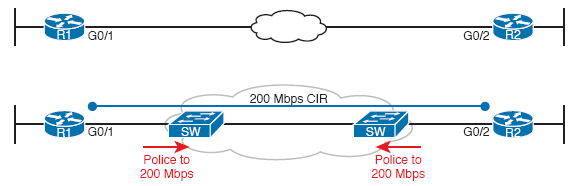 R1
G0/1
G0/2
R2
200 Mbps CIR
R1
G0/1
SW
SW
G0/2
R2
Police to
200 Mbps
Police to
200 Mbps